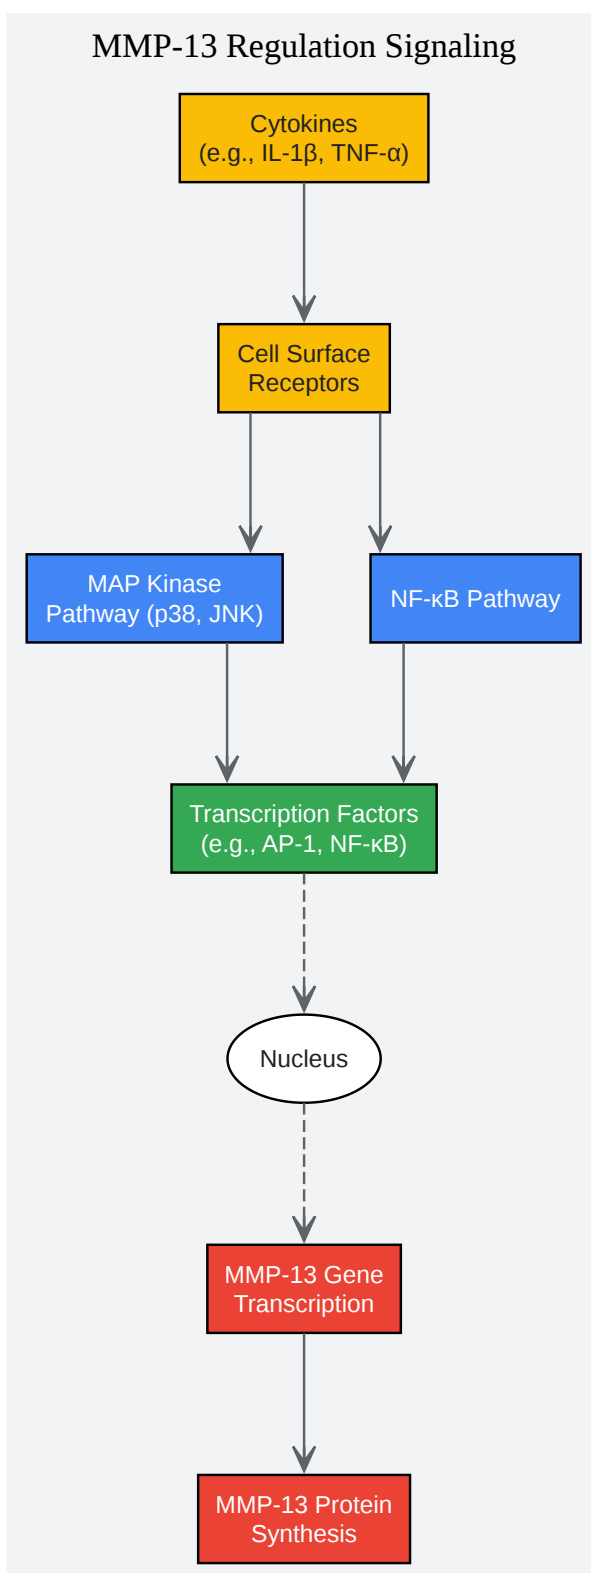 MMP-13 Regulation Signaling
Cytokines
(e.g., IL-1β, TNF-α)
Cell Surface
Receptors
MAP Kinase
Pathway (p38, JNK)
NF-κB Pathway
Transcription Factors
(e.g., AP-1, NF-κB)
Nucleus
MMP-13 Gene
Transcription
MMP-13 Protein
Synthesis